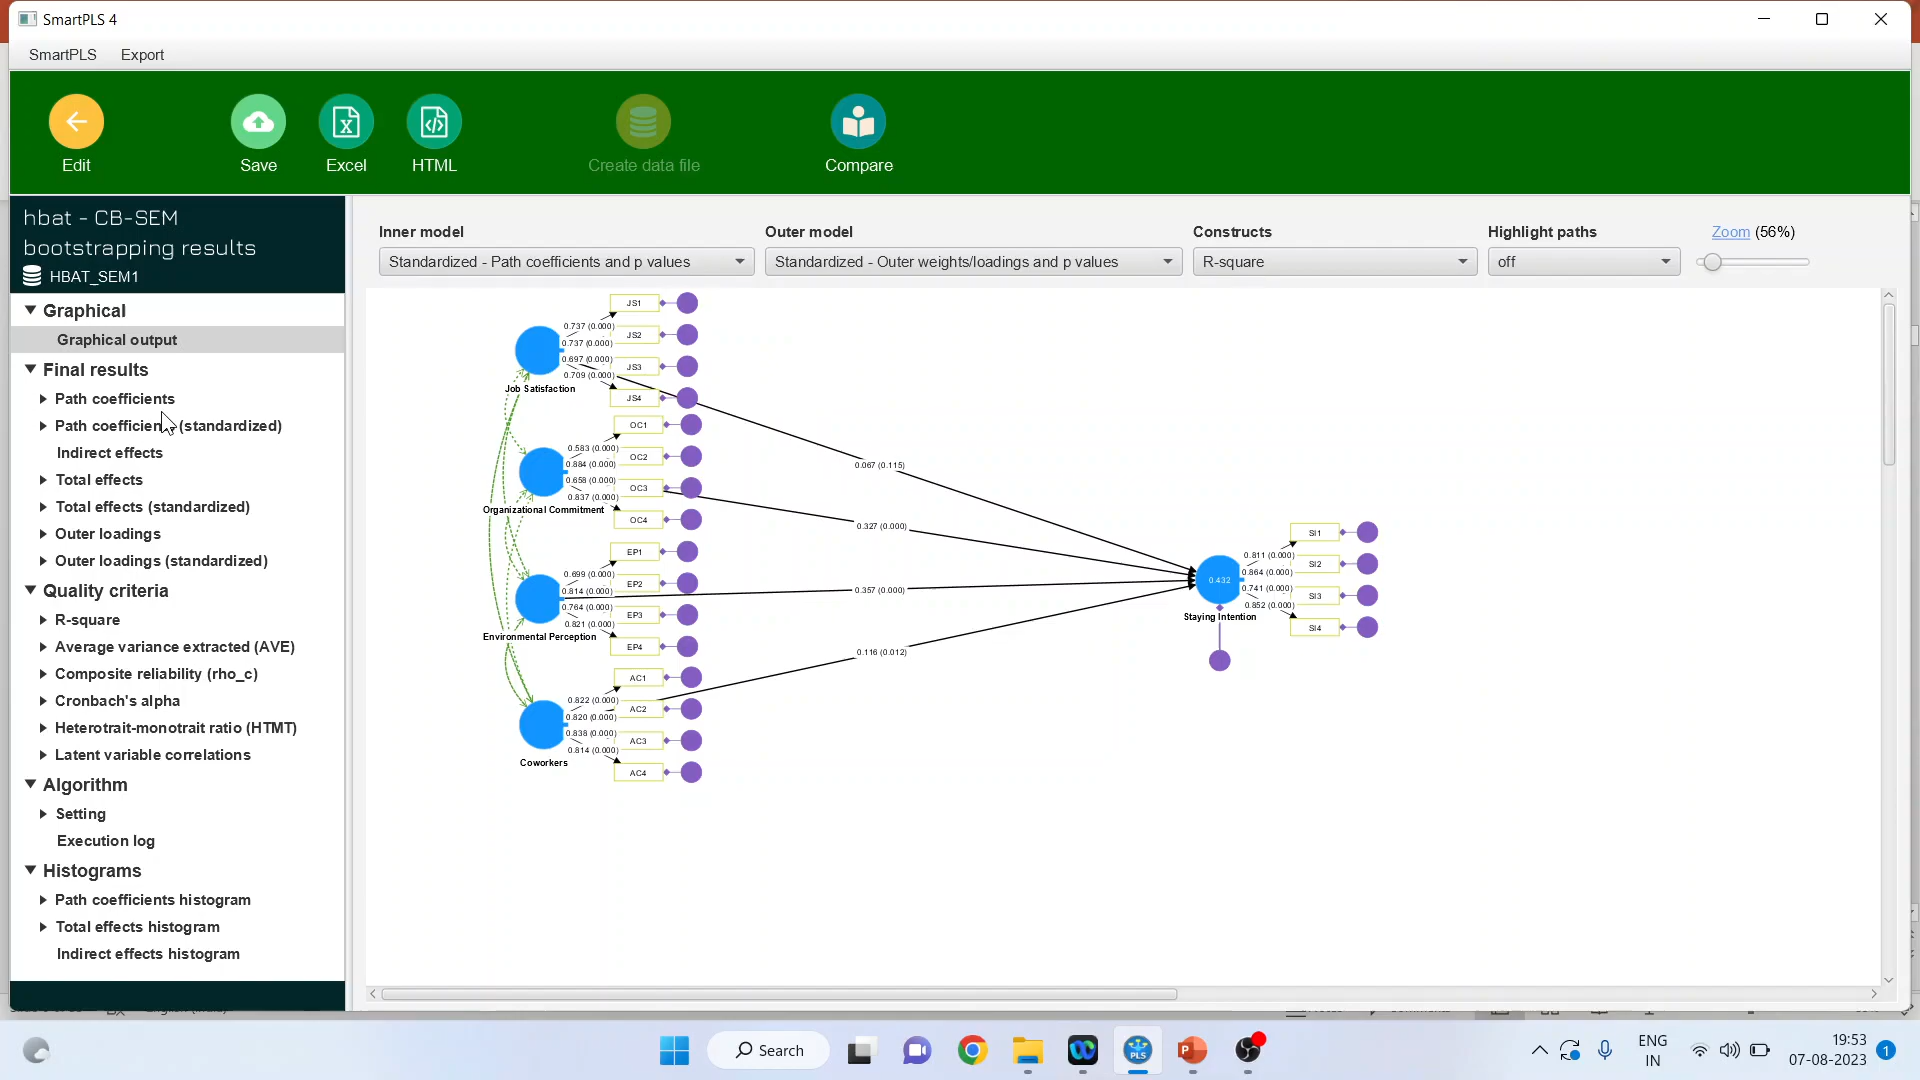 SmartPLS 4
SmartPLS Export
Edit Save Excel HTML Create data file Compare
hbat - CB-SEM
bootstrapping results
HBAT_SEM1
Graphical
Graphical output
Final results
Path coefficients
Path coefficien (standardized)
Indirect effects
Total effects
Total effects (standardized)
Outer loadings
Outer loadings (standardized)
Quality criteria
R-square
Average variance extracted (AVE)
Composite reliability (rho_c)
Cronbach's alpha
Heterotrait-monotrait ratio (HTMT)
Latent variable correlations
Algorithm
Setting
Execution log
Histograms
Path coefficients histogram
Total effects histogram
Indirect effects histogram
Inner model Outer model Constructs Highlight paths Zoom (56%)
Standardized - Path coefficients and p values Standardized - Outer weights/loadings and p values R-square off
JS1
0.737 (0.000)
JS2
0.737 (0.000)
0.697 (0.000)
JS3
0.709 (0.000)
Job Satisfaction
JS4
OC1
0.583 (0.000)
OC2
0.884 (0.000)
0.658 (0.000)
OC3
0.837 (0.000)
Organizational Commitment
OC4
EP1
0.699 (0.000)
EP2
0.814 (0.000)
0.764 (0.000)
EP3
0.821 (0.000)
Environmental Perception
EP4
AC1
0.822 (0.000)
AC2
0.820 (0.000)
0.838 (0.000)
AC3
0.814 (0.000)
Coworkers
AC4
0.067 (0.115)
0.327 (0.000)
0.357 (0.000)
0.116 (0.012)
0.432
Staying Intention
SI1
0.811 (0.000)
SI2
0.864 (0.000)
0.741 (0.000)
SI3
0.852 (0.000)
SI4
Search
PLS
ENG
IN
19:53
07-08-2023
1